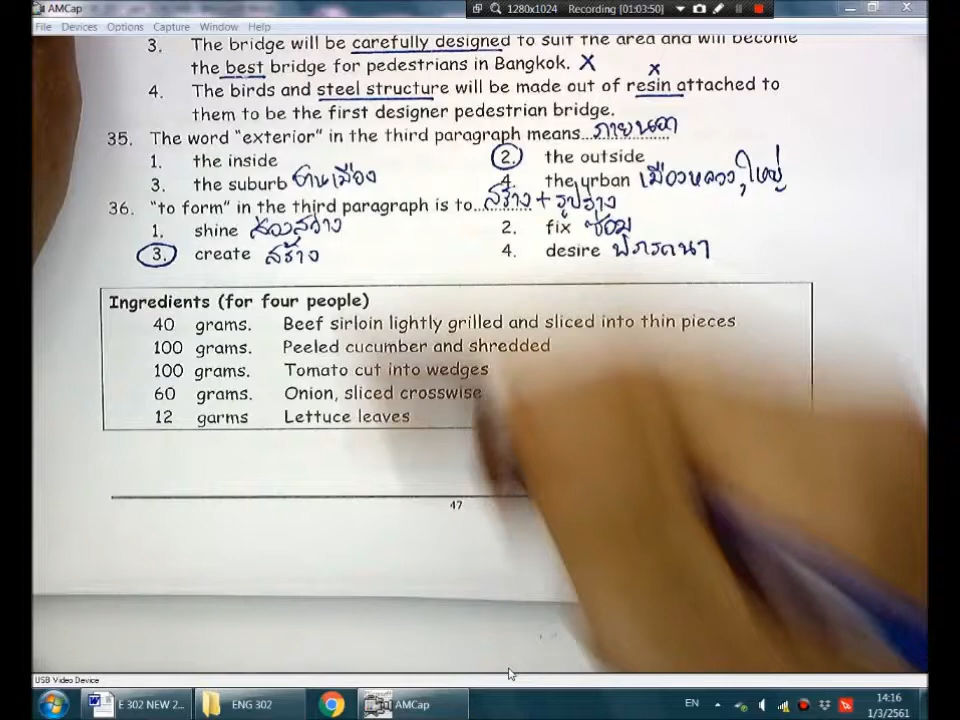 AMCap
1280x1024 Recording [01:03:50]
File Devices Options Capture Window Help
3. The bridge will be carefully designed to suit the area and will become
the best bridge for pedestrians in Bangkok. X
x
4. The birds and steel structure will be made out of resin attached to
them to be the first designer pedestrian bridge.
35. The word "exterior" in the third paragraph means... ภายนอก
1. the inside 2. the outside
3. the suburb ชานเมือง 4. the urban เมืองหลวง, ใหญ่
36. "to form" in the third paragraph is to... สร้าง + รูปร่าง
1. shine ส่องสว่าง 2. fix ซ่อม
3. create สร้าง 4. desire ปรารถนา
Ingredients (for four people)
40 grams. Beef sirloin lightly grilled and sliced into thin pieces
100 grams. Peeled cucumber and shredded
100 grams. Tomato cut into wedges
60 grams. Onion, sliced crosswise
12 garms Lettuce leaves
47
USB Video Device
E 302 NEW 2... ENG 302 AMCap EN 14:16
1/3/2561